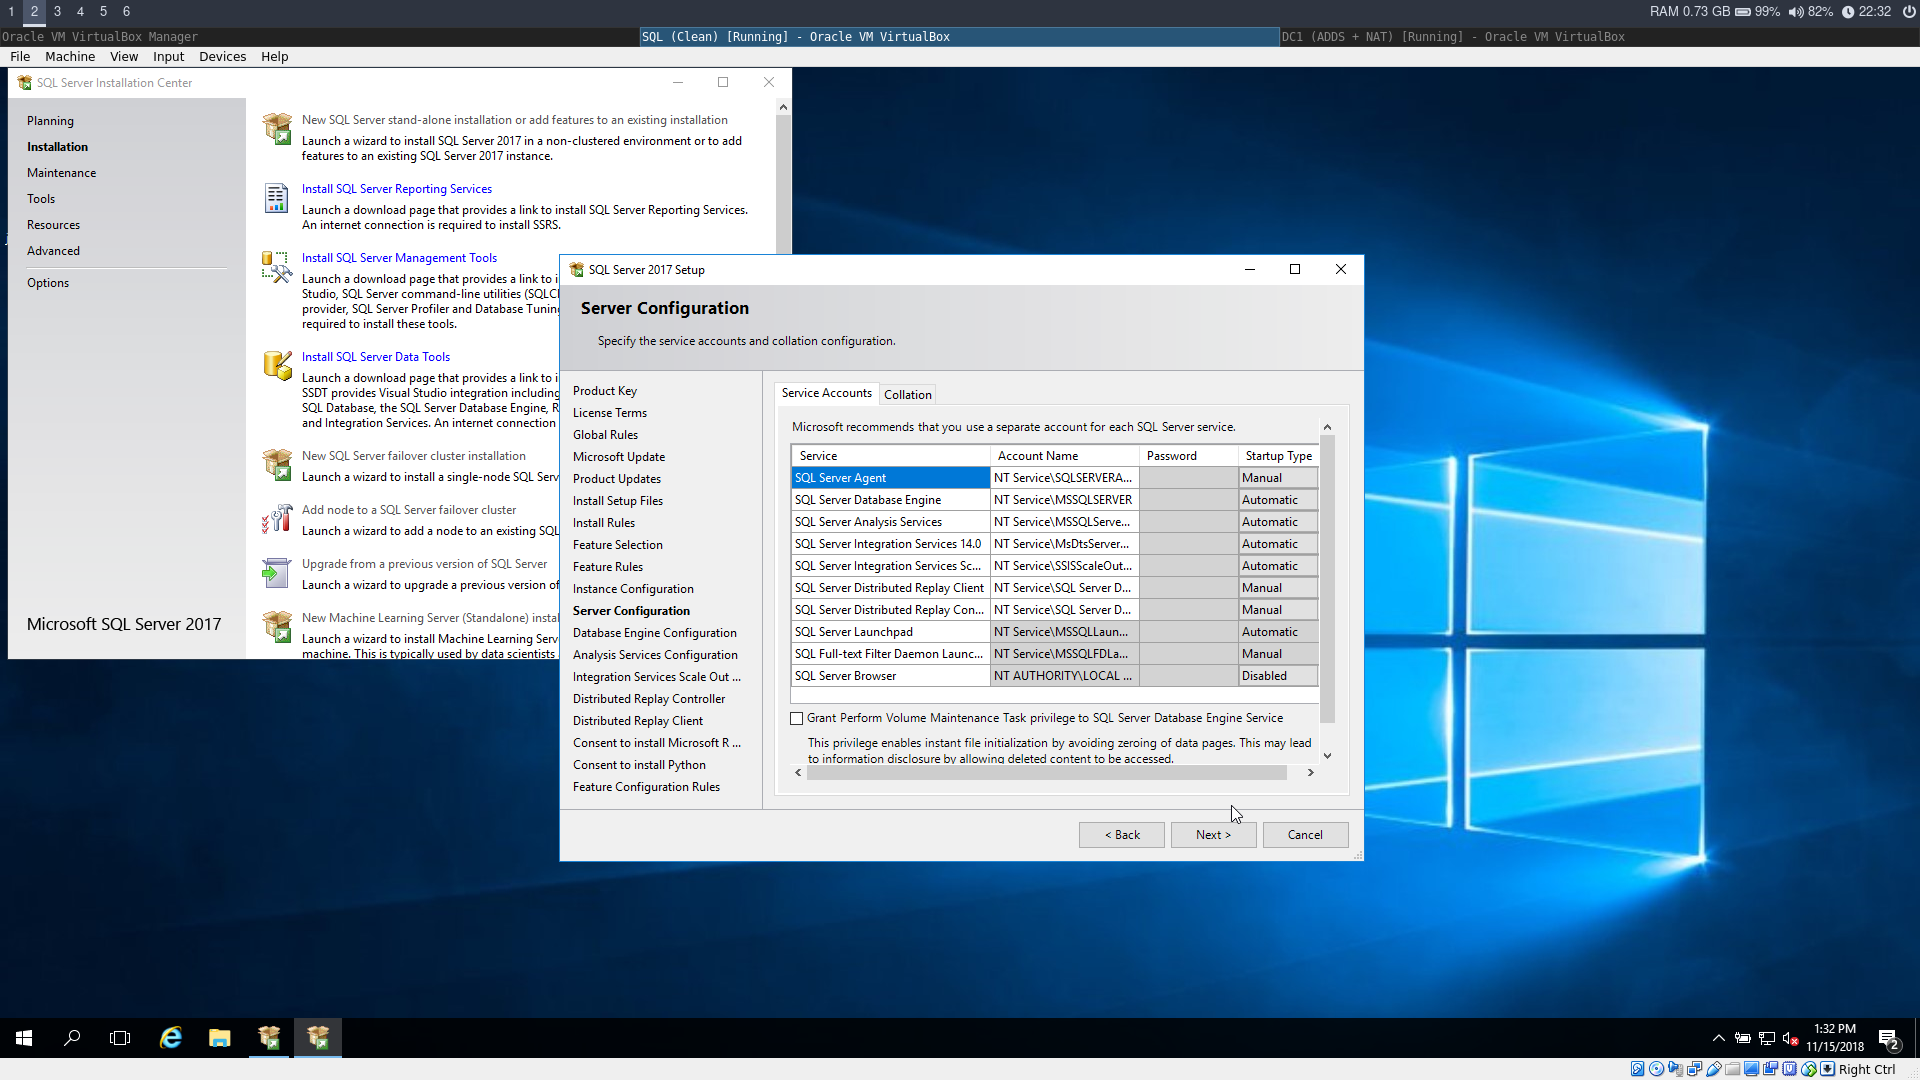 1 2 3 4 5 6
RAM 0.73 GB 99% 82% 22:32
Oracle VM VirtualBox Manager
SQL (Clean) [Running] - Oracle VM VirtualBox
DC1 (ADDS + NAT) [Running] - Oracle VM VirtualBox
File Machine View Input Devices Help
SQL Server Installation Center
Planning
Installation
Maintenance
Tools
Resources
Advanced
Options
Microsoft SQL Server 2017
New SQL Server stand-alone installation or add features to an existing installation
Launch a wizard to install SQL Server 2017 in a non-clustered environment or to add
features to an existing SQL Server 2017 instance.
Install SQL Server Reporting Services
Launch a download page that provides a link to install SQL Server Reporting Services.
An internet connection is required to install SSRS.
Install SQL Server Management Tools
Launch a download page that provides a link to i
Studio, SQL Server command-line utilities (SQLC
provider, SQL Server Profiler and Database Tuning
required to install these tools.
Install SQL Server Data Tools
Launch a download page that provides a link to i
SSDT provides Visual Studio integration including
SQL Database, the SQL Server Database Engine, R
and Integration Services. An internet connection
New SQL Server failover cluster installation
Launch a wizard to install a single-node SQL Serv
Add node to a SQL Server failover cluster
Launch a wizard to add a node to an existing SQL
Upgrade from a previous version of SQL Server
Launch a wizard to upgrade a previous version of
New Machine Learning Server (Standalone) instal
Launch a wizard to install Machine Learning Serv
machine. This is typically used by data scientists
SQL Server 2017 Setup
Server Configuration
Specify the service accounts and collation configuration.
Product Key
License Terms
Global Rules
Microsoft Update
Product Updates
Install Setup Files
Install Rules
Feature Selection
Feature Rules
Instance Configuration
Server Configuration
Database Engine Configuration
Analysis Services Configuration
Integration Services Scale Out ...
Distributed Replay Controller
Distributed Replay Client
Consent to install Microsoft R ...
Consent to install Python
Feature Configuration Rules
Service Accounts Collation
Microsoft recommends that you use a separate account for each SQL Server service.
Service Account Name Password Startup Type
SQL Server Agent NT Service\SQLSERVERA... Manual
SQL Server Database Engine NT Service\MSSQLSERVER Automatic
SQL Server Analysis Services NT Service\MSSQLServe... Automatic
SQL Server Integration Services 14.0 NT Service\MsDtsServer... Automatic
SQL Server Integration Services Sc... NT Service\SSISScaleOut... Automatic
SQL Server Distributed Replay Client NT Service\SQL Server D... Manual
SQL Server Distributed Replay Con... NT Service\SQL Server D... Manual
SQL Server Launchpad NT Service\MSSQLLaun... Automatic
SQL Full-text Filter Daemon Launc... NT Service\MSSQLFDLa... Manual
SQL Server Browser NT AUTHORITY\LOCAL ... Disabled
Grant Perform Volume Maintenance Task privilege to SQL Server Database Engine Service
This privilege enables instant file initialization by avoiding zeroing of data pages. This may lead
to information disclosure by allowing deleted content to be accessed.
< Back Next > Cancel
1:32 PM
11/15/2018
2
Right Ctrl